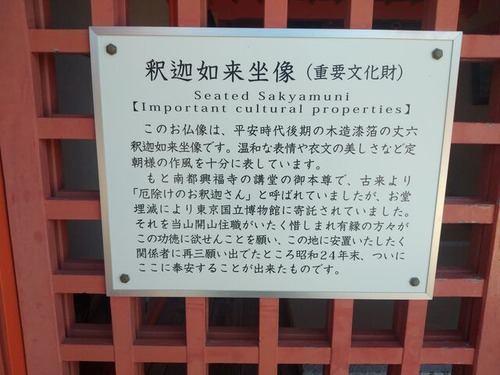 釈迦如来坐像（重要文化財）
Seated Sakyamuni
【Important cultural properties】
このお仏像は、平安時代後期の木造漆箔の丈六
釈迦如来坐像です。温和な表情や衣文の美しさなど定
朝様の作風を十分に表しています。
もと南都興福寺の講堂の御本尊で、古来より
「厄除けのお釈迦さん」と呼ばれていましたが、お堂
埋滅により東京国立博物館に寄託されていました。
それを当山開山住職がいたく惜しまれ有縁の方々が
この功徳に欲せんことを願い、この地に安置いたしたく
関係者に再三願い出でたところ昭和24年末、ついに
ここに奉安することが出来たものです。